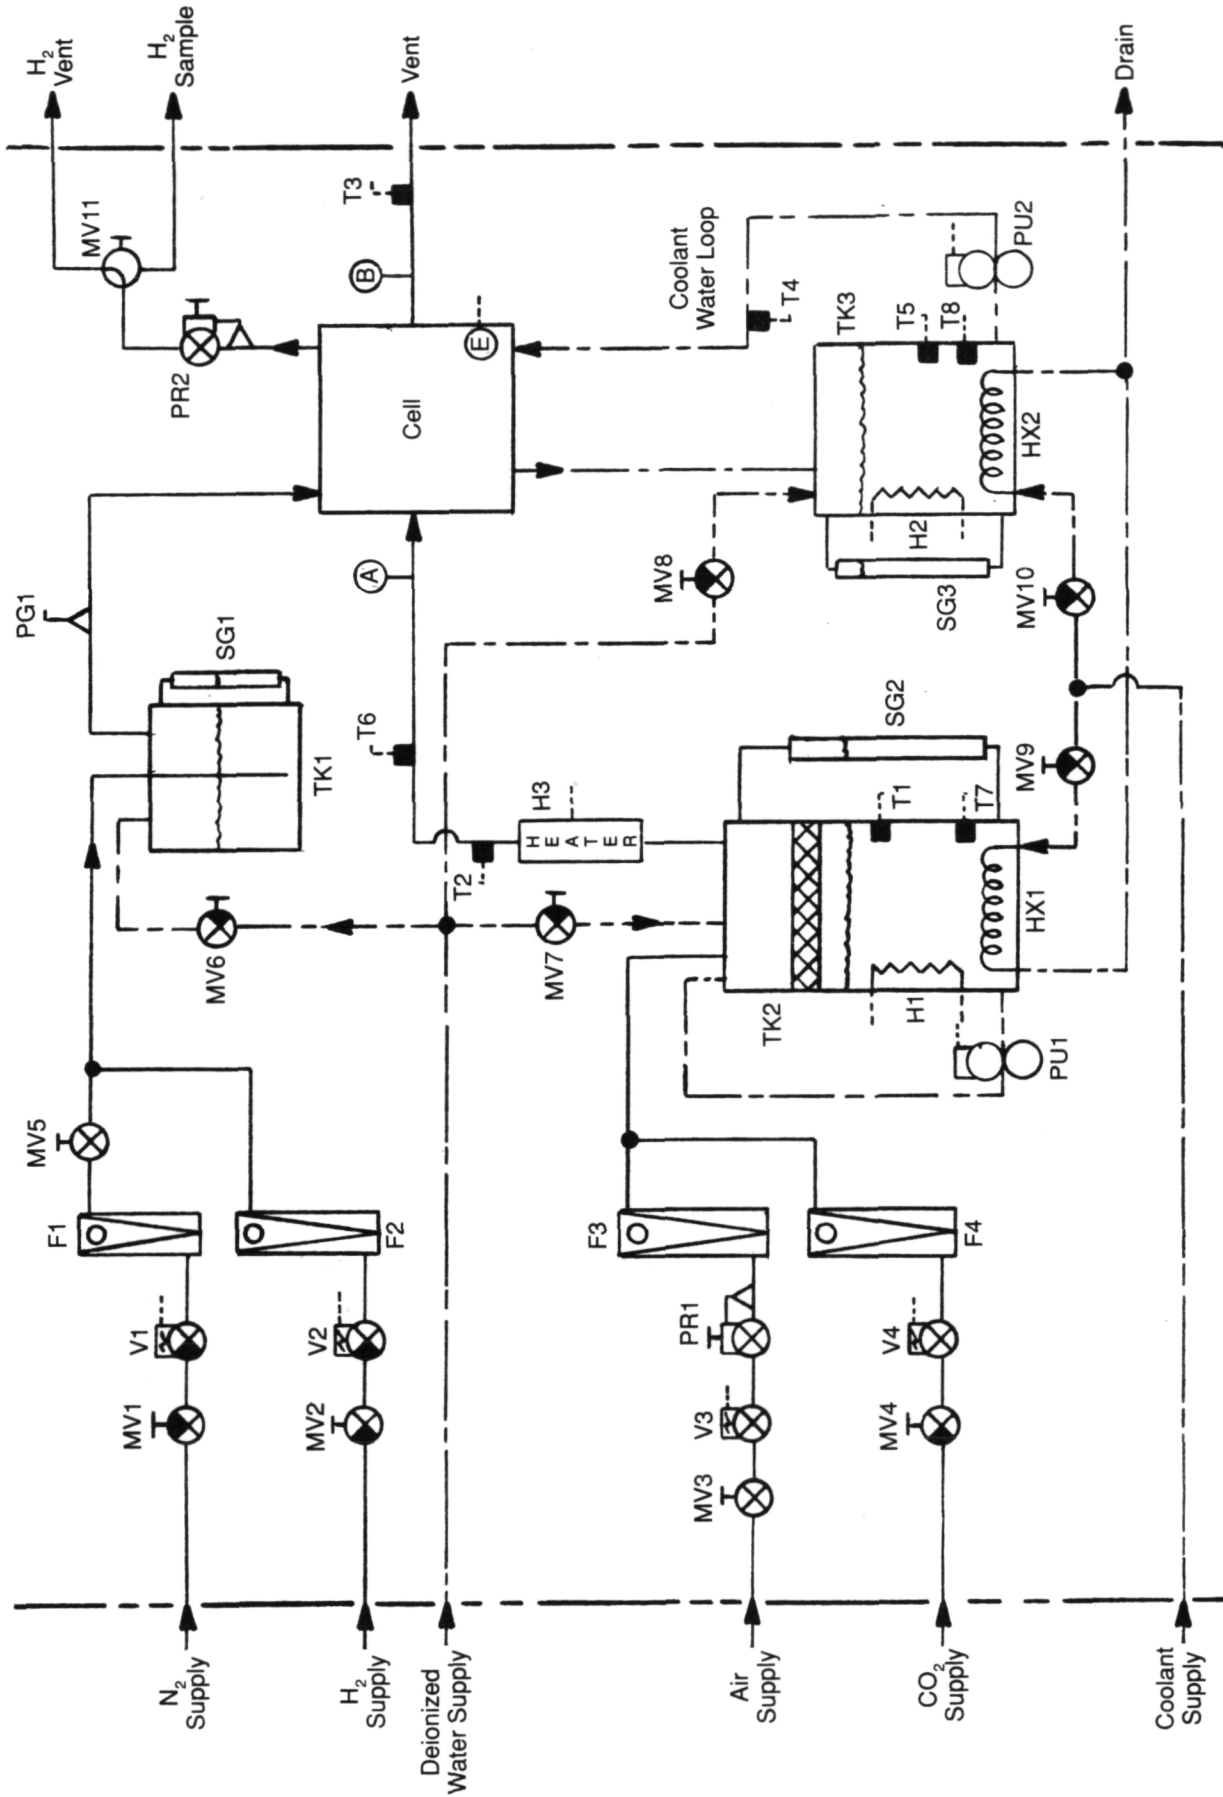 H2
Vent
H2
Sample
Vent
Drain
MV11
T3
B
PR2
E
Cell
Coolant
Water Loop
T4
PU2
TK3
T5
T8
HX2
H2
SG3
MV8
MV10
PG1
SG1
TK1
A
T6
T2
H3
HEATER
SG2
T1
T7
MV9
HX1
MV6
MV7
TK2
H1
PU1
MV5
F1
F2
F3
F4
V1
V2
PR1
V3
V4
MV1
MV2
MV3
MV4
N2
Supply
H2
Supply
Deionized
Water Supply
Air
Supply
CO2
Supply
Coolant
Supply